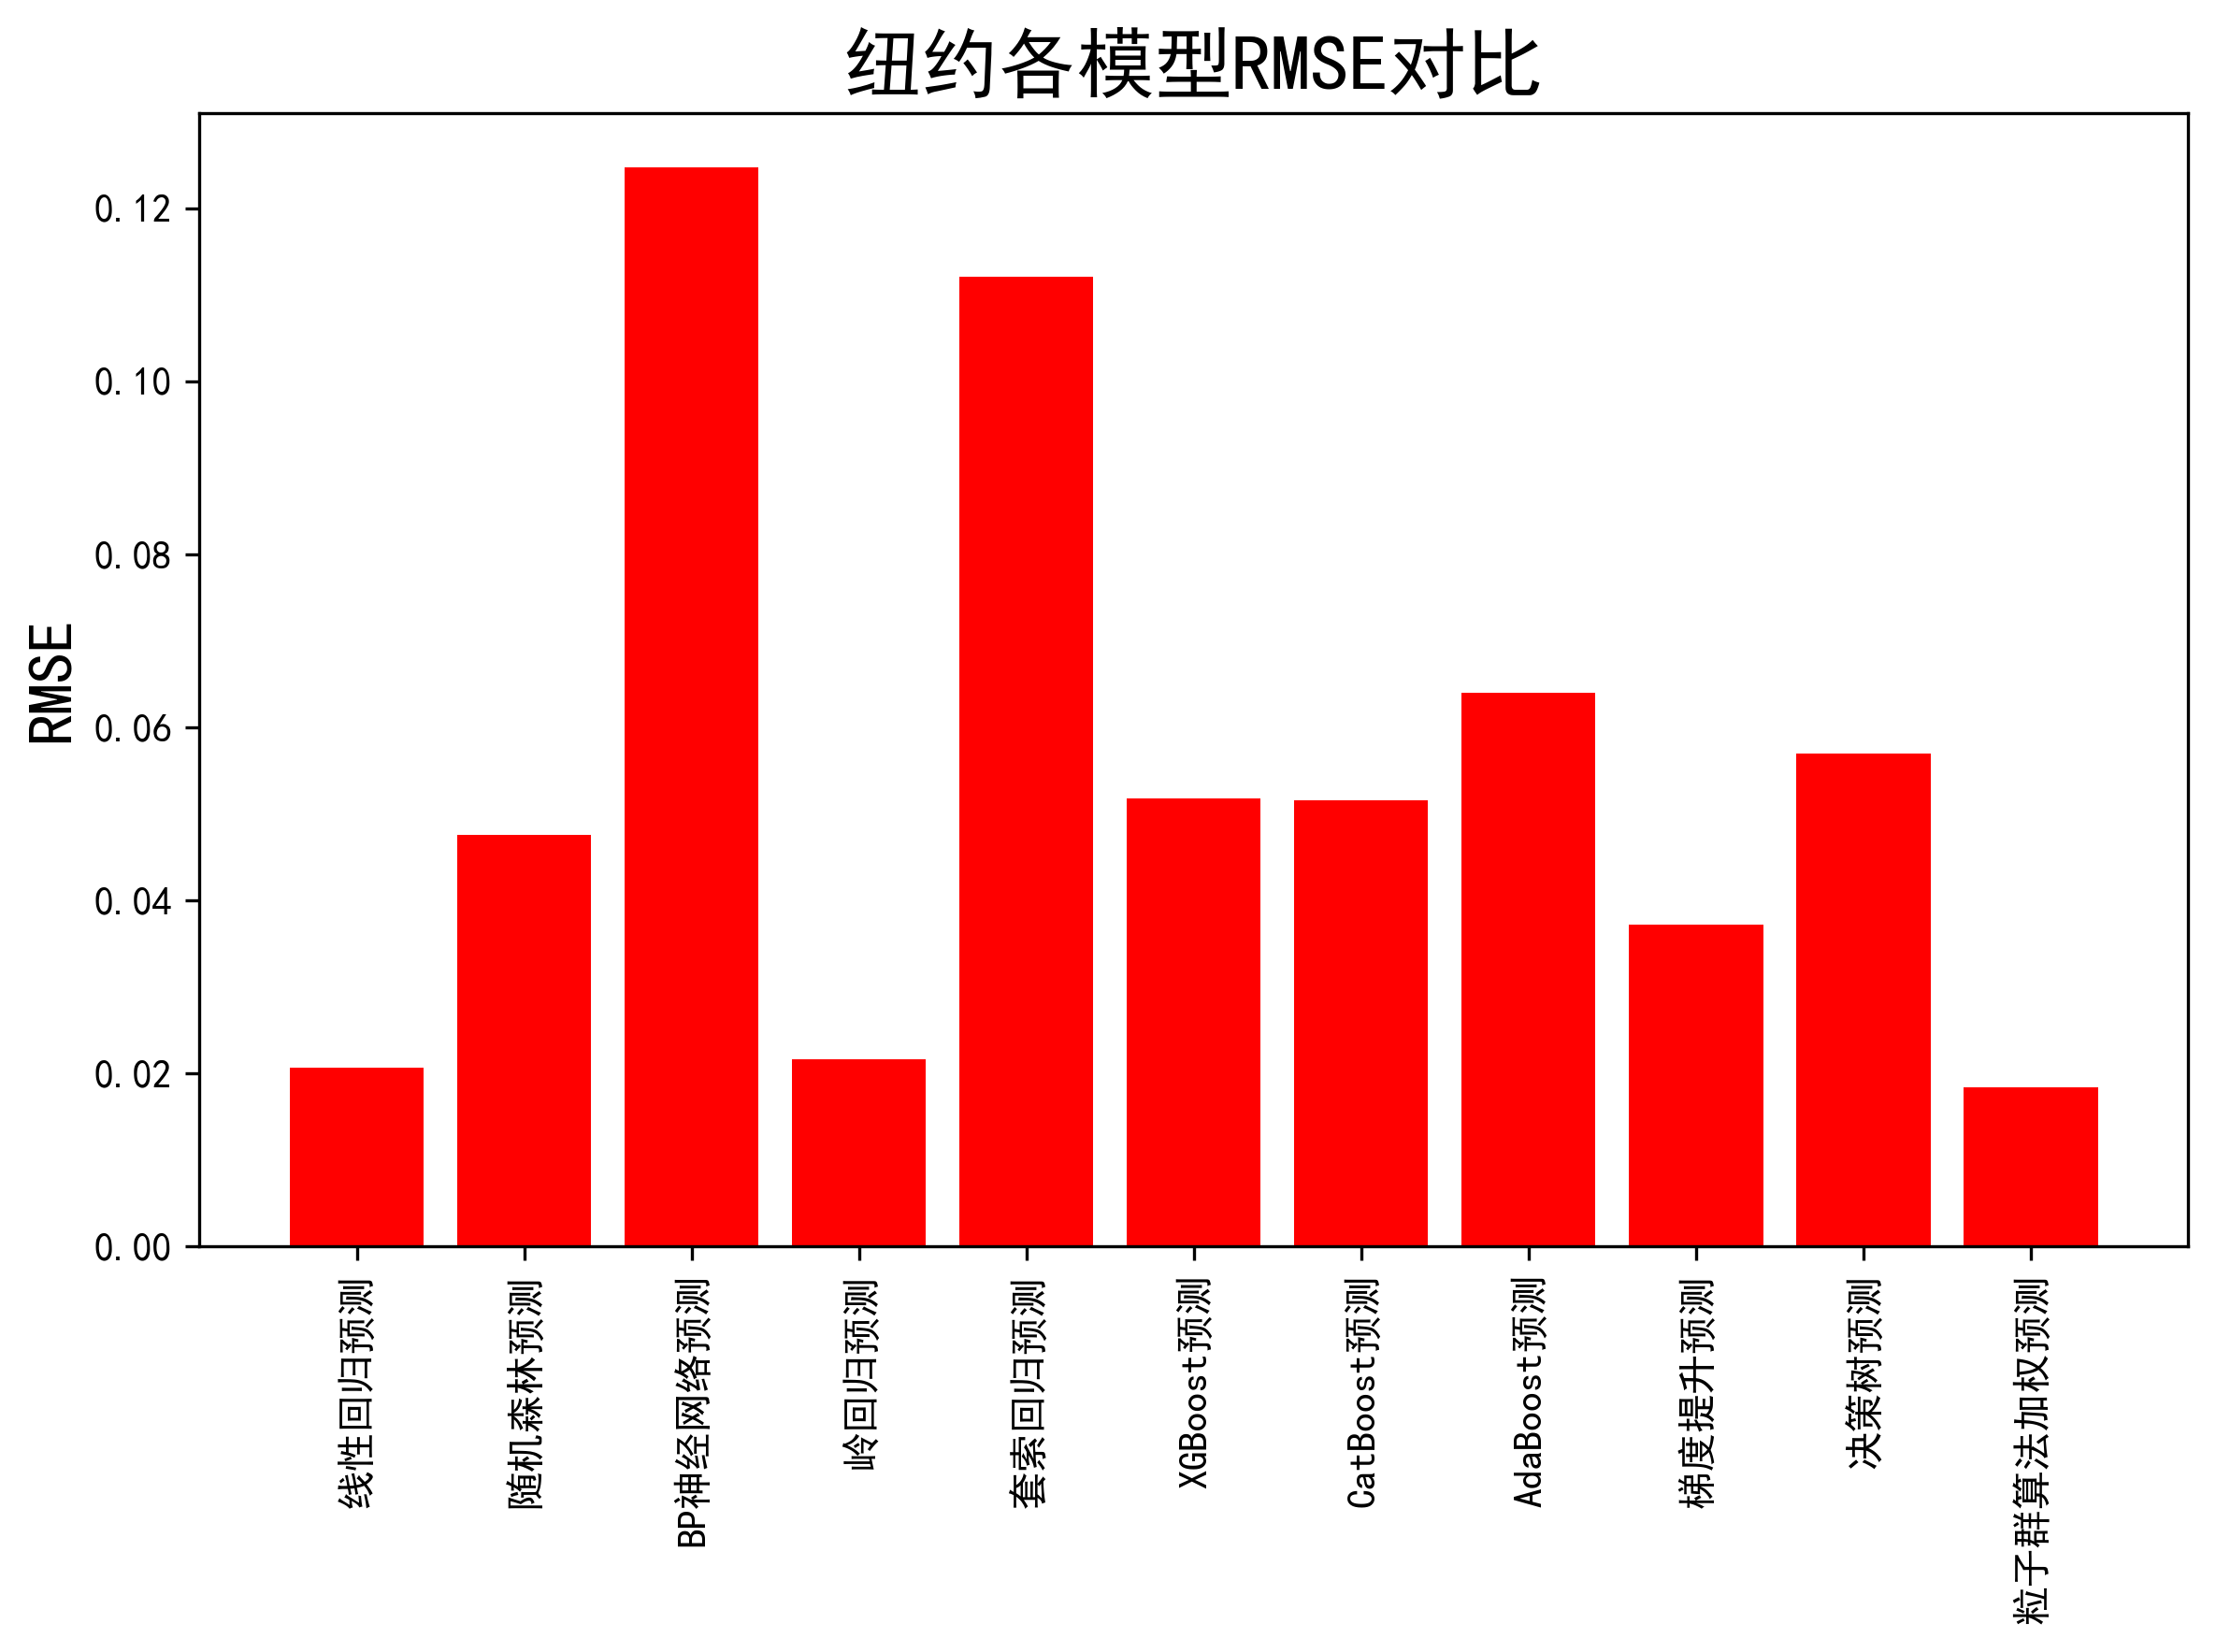 纽约各模型RMSE对比
RMSE
0.12
0.10
0.08
0.06
0.04
0.02
0.00
线性回归预测
随机森林预测
BP神经网络预测
岭回归预测
套索回归预测
XGBoost预测
CatBoost预测
AdaBoost预测
梯度提升预测
决策树预测
粒子群算法加权预测